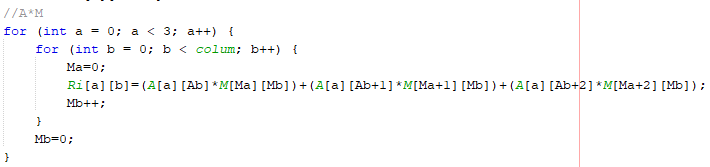 //A*M
for (int a = 0; a < 3; a++) {
for (int b = 0; b < colum; b++) {
Ma=0;
Ri[a][b]=(A[a][Ab]*M[Ma][Mb])+(A[a][Ab+1]*M[Ma+1][Mb])+(A[a][Ab+2]*M[Ma+2][Mb]);
Mb++;
}
Mb=0;
}